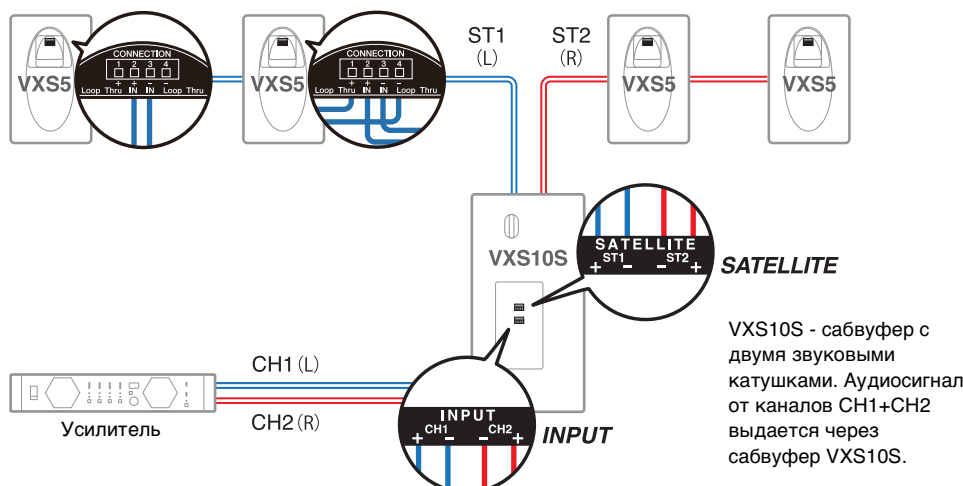 CONNECTION
1 2 3 4
+ + - -
Loop Thru IN IN Loop Thru
VXS5
CONNECTION
1 2 3 4
+ + - -
Loop Thru IN IN Loop Thru
VXS5
ST1
(L)
ST2
(R)
VXS5
VXS5
VXS10S
SATELLITE
ST1 ST2
+ - - +
SATELLITE
VXS10S - сабвуфер с
двумя звуковыми
катушками. Аудиосигнал
от каналов CH1+CH2
выдается через
сабвуфер VXS10S.
CH1 (L)
CH2 (R)
Усилитель
INPUT
CH1 CH2
+ - - +
INPUT